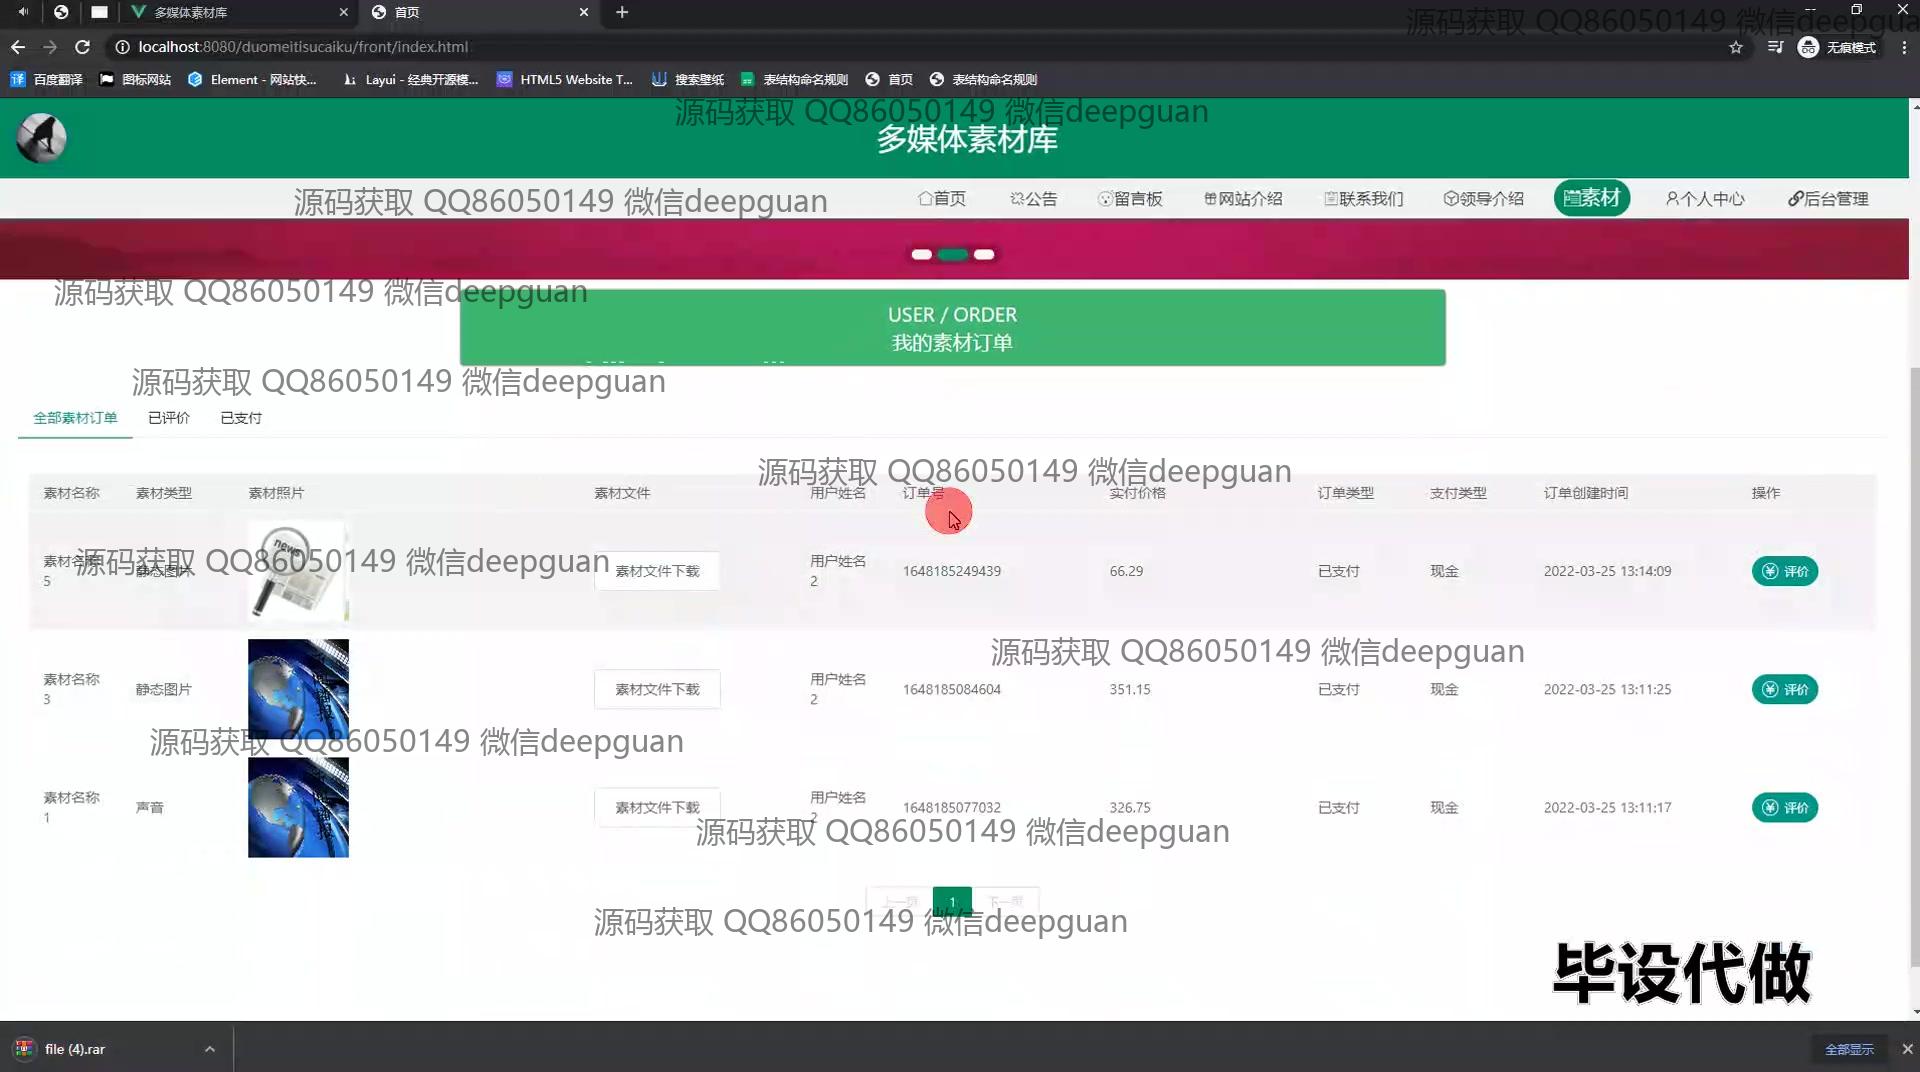 多媒体素材库
首页
localhost:8080/duomeitisucaiku/front/index.html
无痕模式
百度翻译 图标网站 Element - 网站快... Layui - 经典开源模... HTML5 Website T... 搜索壁纸 表结构命名规则 首页 表结构命名规则
源码获取 QQ86050149 微信deepgua
源码获取 QQ86050149 微信deepguan
多媒体素材库
源码获取 QQ86050149 微信deepguan
首页 公告 留言板 网站介绍 联系我们 领导介绍 素材 个人中心 后台管理
源码获取 QQ86050149 微信deepguan
USER / ORDER
我的素材订单
源码获取 QQ86050149 微信deepguan
全部素材订单 已评价 已支付
源码获取 QQ86050149 微信deepguan
素材名称 素材类型 素材照片 素材文件 用户姓名 订单号 实付价格 订单类型 支付类型 订单创建时间 操作
news
素材名称5 静态图片 素材文件下载 用户姓名2 1648185249439 66.29 已支付 现金 2022-03-25 13:14:09 评价
源码获取 QQ86050149 微信deepguan
源码获取 QQ86050149 微信deepguan
素材名称3 静态图片 素材文件下载 用户姓名2 1648185084604 351.15 已支付 现金 2022-03-25 13:11:25 评价
源码获取 QQ86050149 微信deepguan
素材名称1 声音 素材文件下载 用户姓名2 1648185077032 326.75 已支付 现金 2022-03-25 13:11:17 评价
源码获取 QQ86050149 微信deepguan
上一页 1 下一页
源码获取 QQ86050149 微信deepguan
毕设代做
file (4).rar
全部显示